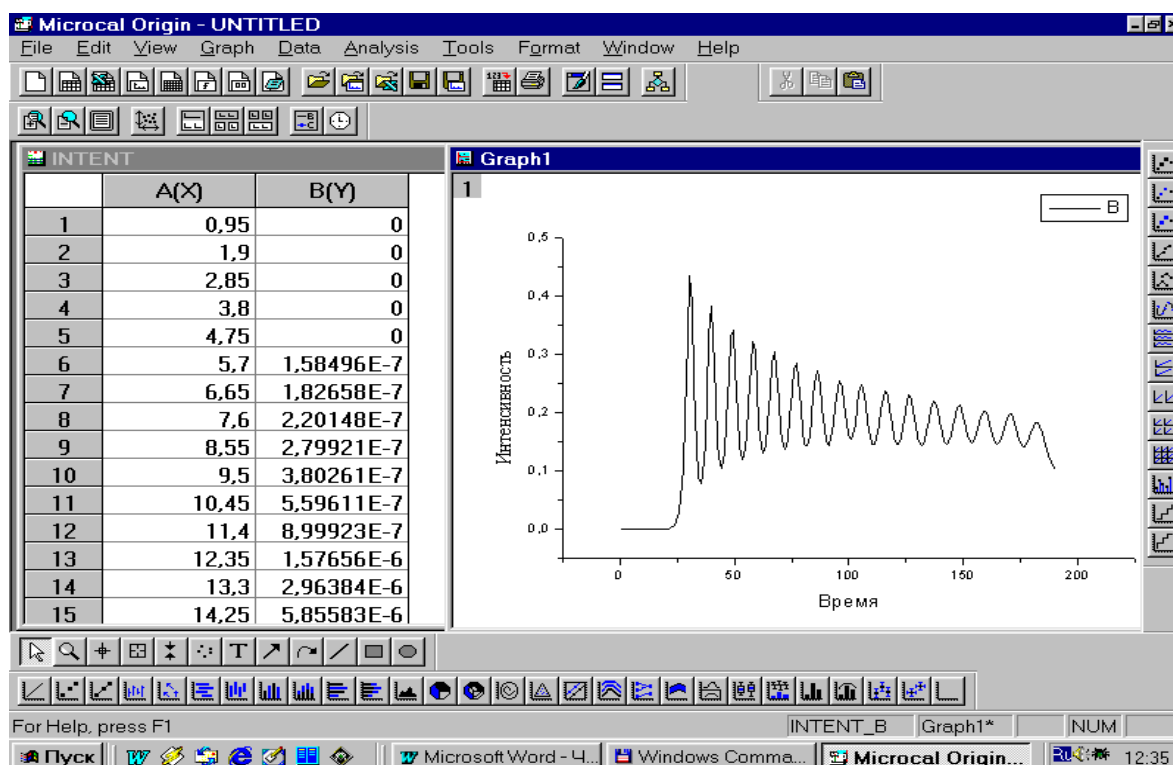 Microcal Origin - UNTITLED
File Edit View Graph Data Analysis Tools Format Window Help
INTENT
A(X) B(Y)
1 0,95 0
2 1,9 0
3 2,85 0
4 3,8 0
5 4,75 0
6 5,7 1,58496E-7
7 6,65 1,82658E-7
8 7,6 2,20148E-7
9 8,55 2,79921E-7
10 9,5 3,80261E-7
11 10,45 5,59611E-7
12 11,4 8,99923E-7
13 12,35 1,57656E-6
14 13,3 2,96384E-6
15 14,25 5,85583E-6
Graph1
1
B
0,5
0,4
0,3
0,2
0,1
0,0
Интенсивность
0 50 100 150 200
Время
T
For Help, press F1 INTENT_B Graph1* NUM
Пуск Microsoft Word - Ч... Windows Comma... Microcal Origin... Ru 12:35